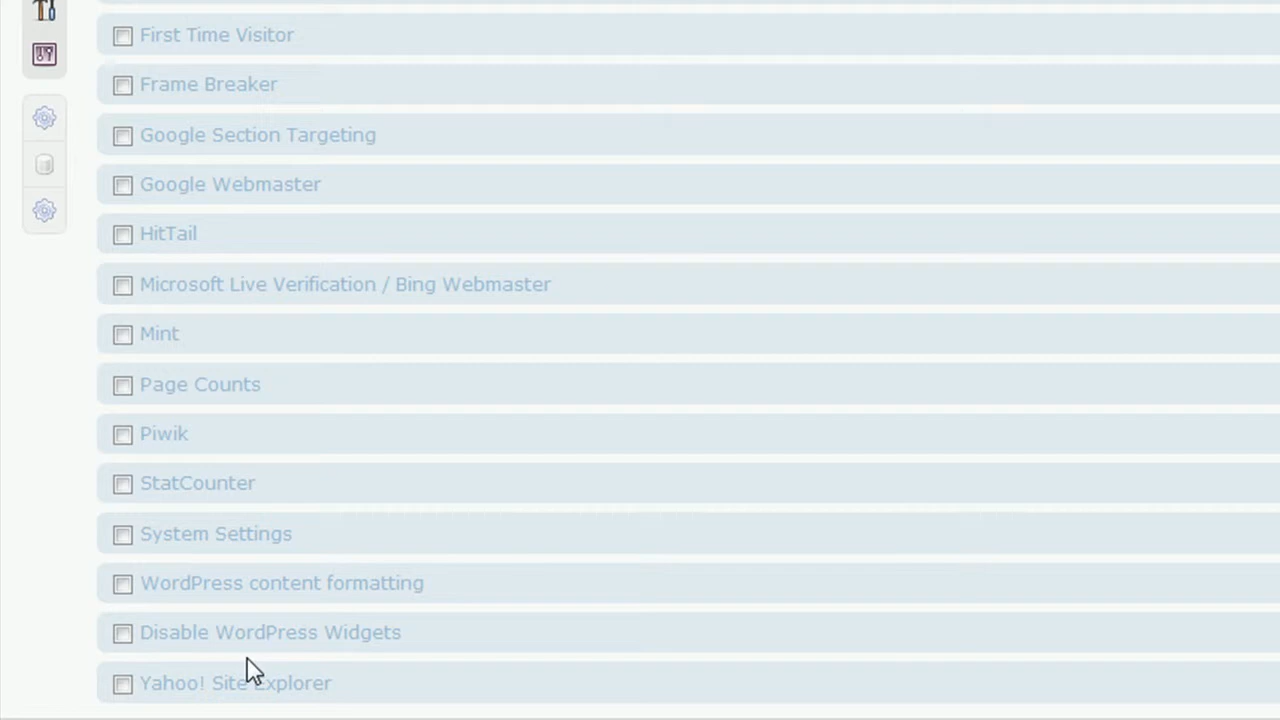 First Time Visitor
Frame Breaker
Google Section Targeting
Google Webmaster
HitTail
Microsoft Live Verification / Bing Webmaster
Mint
Page Counts
Piwik
StatCounter
System Settings
WordPress content formatting
Disable WordPress Widgets
Yahoo! Site Explorer